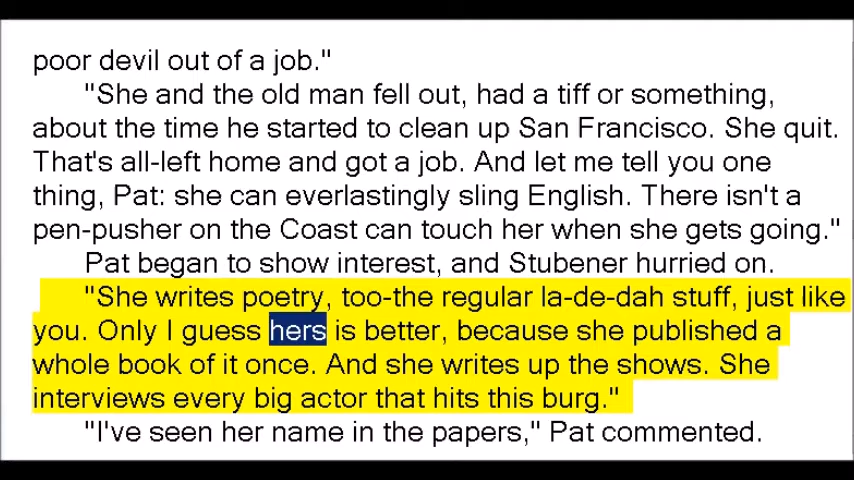 poor devil out of a job."
"She and the old man fell out, had a tiff or something,
about the time he started to clean up San Francisco. She quit.
That's all-left home and got a job. And let me tell you one
thing, Pat: she can everlastingly sling English. There isn't a
pen-pusher on the Coast can touch her when she gets going."
Pat began to show interest, and Stubener hurried on.
"She writes poetry, too-the regular la-de-dah stuff, just like
you. Only I guess hers is better, because she published a
whole book of it once. And she writes up the shows. She
interviews every big actor that hits this burg."
"I've seen her name in the papers," Pat commented.